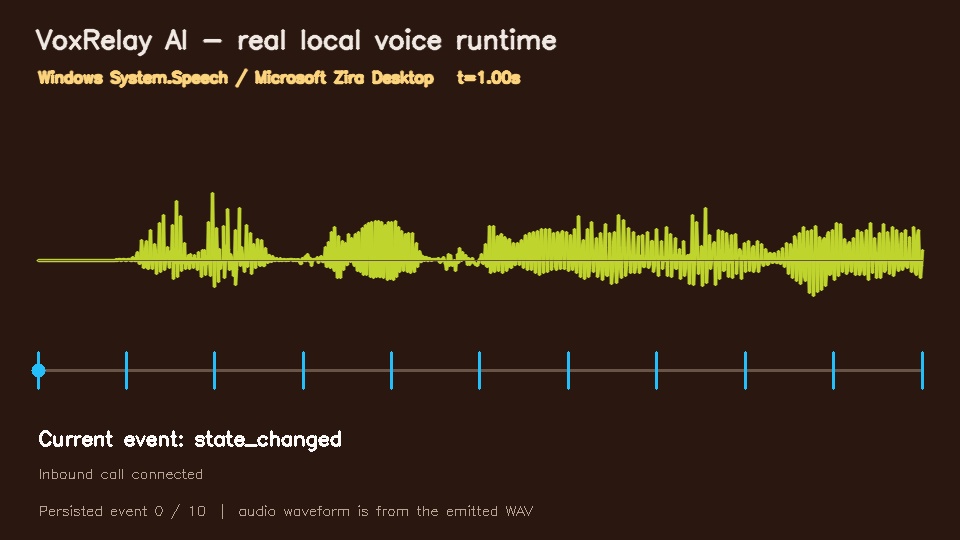 VoxRelay AI – real local voice runtime
Windows System.Speech / Microsoft Zira Desktop t=1.00s
Current event: state_changed
Inbound call connected
Persisted event 0 / 10 | audio waveform is from the emitted WAV